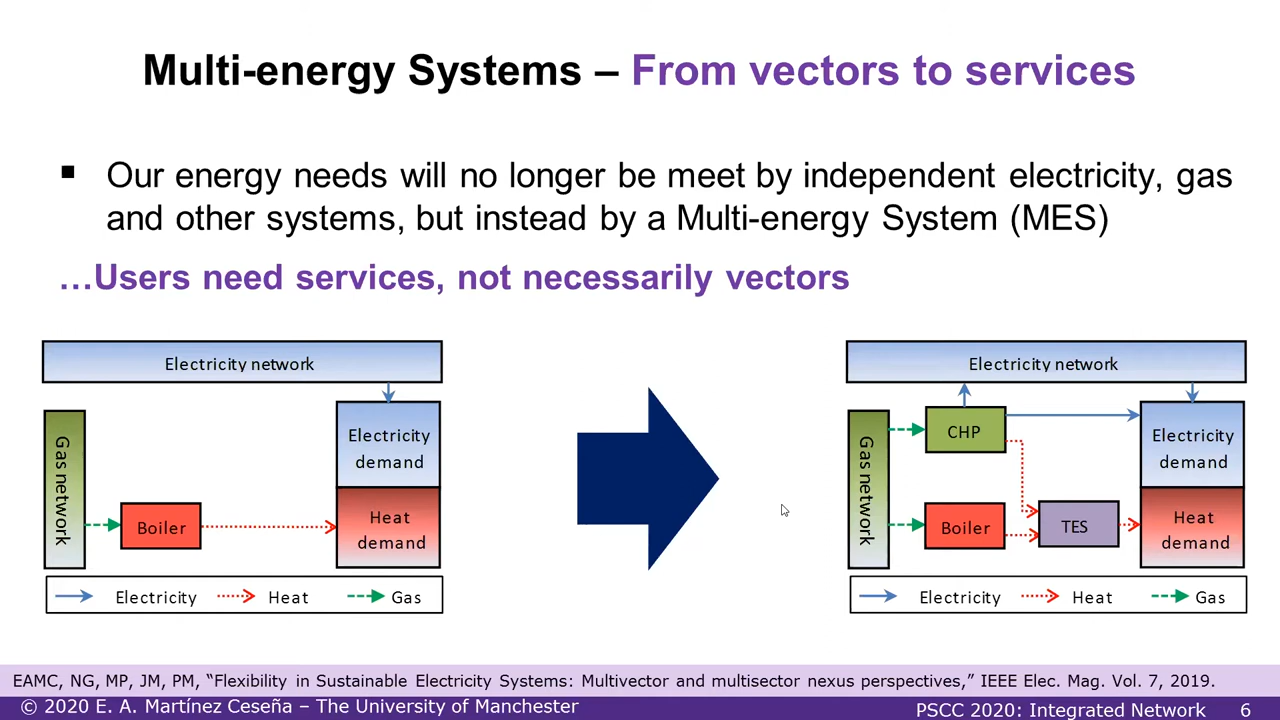 Multi-energy Systems – From vectors to services
▪ Our energy needs will no longer be meet by independent electricity, gas
and other systems, but instead by a Multi-energy System (MES)
…Users need services, not necessarily vectors
Electricity network
Gas network
Boiler
Electricity
demand
Heat
demand
Electricity
Heat
Gas
Electricity network
Gas network
CHP
Boiler
TES
Electricity
demand
Heat
demand
Electricity
Heat
Gas
EAMC, NG, MP, JM, PM, “Flexibility in Sustainable Electricity Systems: Multivector and multisector nexus perspectives,” IEEE Elec. Mag. Vol. 7, 2019.
© 2020 E. A. Martínez Ceseña – The University of Manchester
PSCC 2020: Integrated Network 6